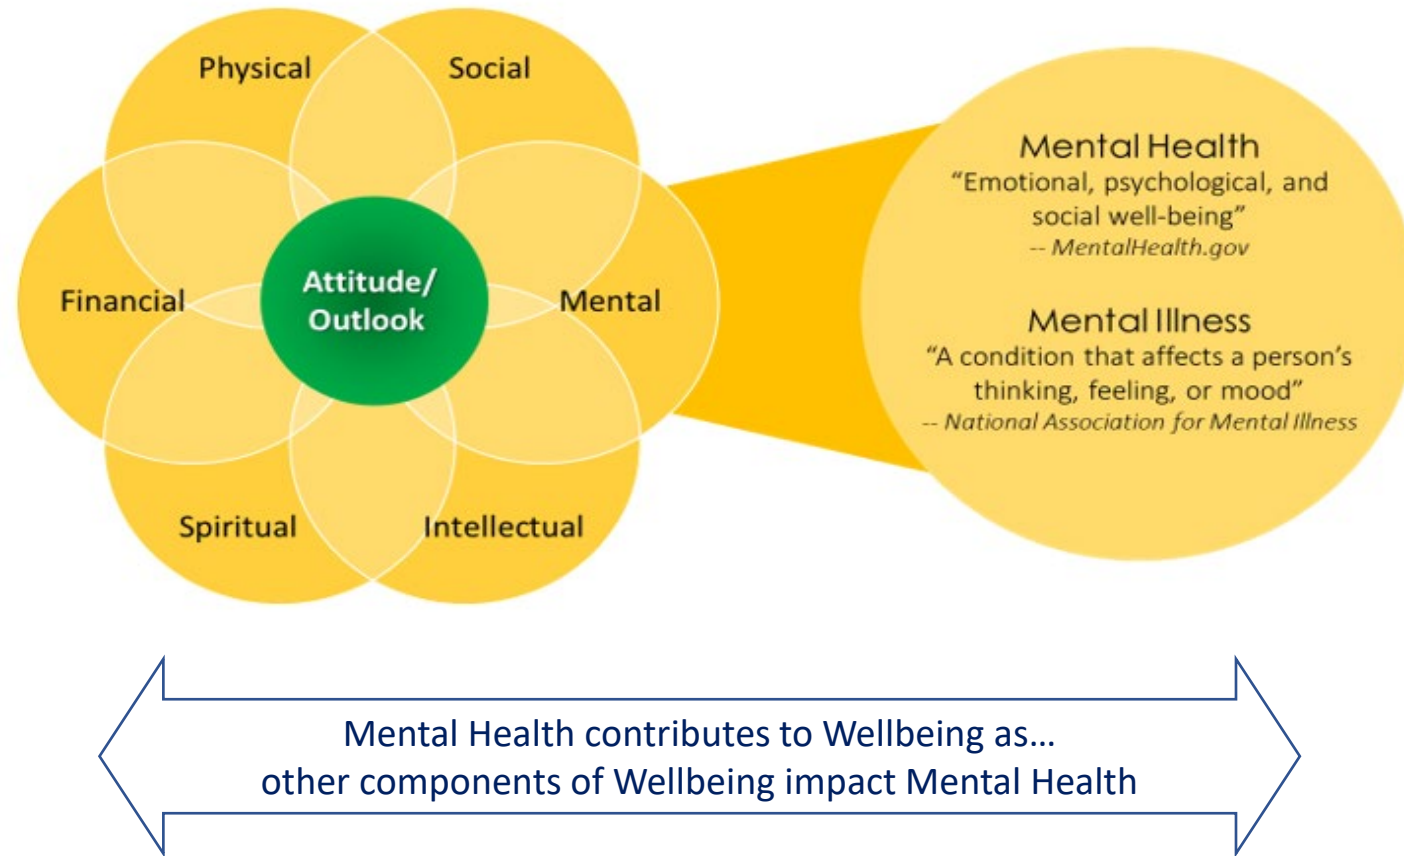 Physical
Social
Financial
Attitude/
Outlook
Mental
Spiritual
Intellectual
Mental Health
“Emotional, psychological, and
social well-being”
-- MentalHealth.gov
Mental Illness
“A condition that affects a person’s
thinking, feeling, or mood”
-- National Association for Mental Illness
Mental Health contributes to Wellbeing as…
other components of Wellbeing impact Mental Health